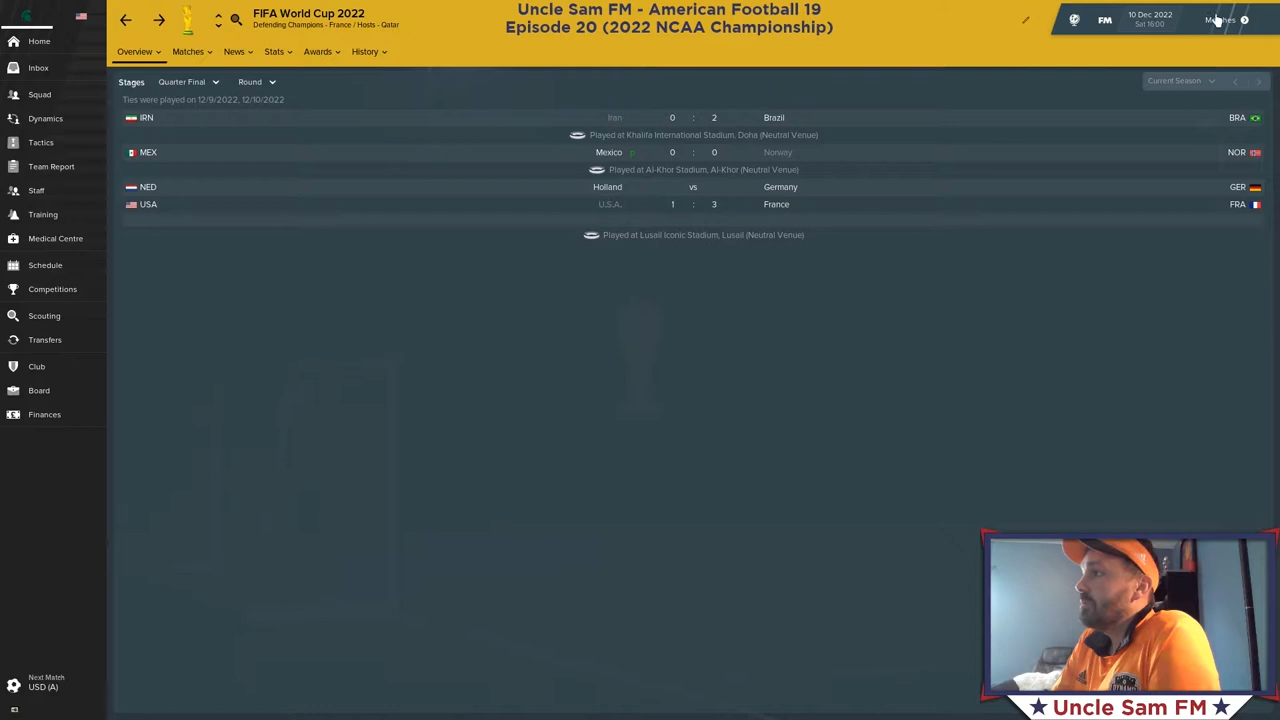 FIFA World Cup 2022
Defending Champions - France / Hosts - Qatar
Uncle Sam FM - American Football 19
Episode 20 (2022 NCAA Championship)
FM
10 Dec 2022
Sat 16:00
Overview
Matches
News
Stats
Awards
History
Home
Inbox
Squad
Dynamics
Tactics
Team Report
Staff
Training
Medical Centre
Schedule
Competitions
Scouting
Transfers
Club
Board
Finances
Next Match
USD (A)
Stages
Quarter Final
Round
Current Season
Ties were played on 12/9/2022, 12/10/2022
IRN Iran 0 : 2 Brazil BRA
Played at Khalifa International Stadium, Doha (Neutral Venue)
MEX Mexico p 0 : 0 Norway NOR
Played at Al-Khor Stadium, Al-Khor (Neutral Venue)
NED Holland vs Germany GER
USA U.S.A. 1 : 3 France FRA
Played at Lusail Iconic Stadium, Lusail (Neutral Venue)
Uncle Sam FM